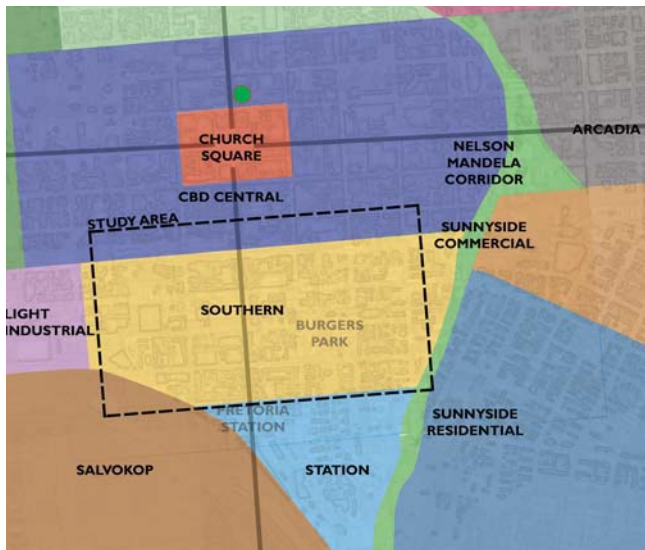 ARCADIA
CHURCH
SQUARE
NELSON
MANDELA
CORRIDOR
CBD CENTRAL
STUDY AREA
SUNNYSIDE
COMMERCIAL
LIGHT
INDUSTRIAL
SOUTHERN
BURGERS
PARK
PRETORIA
STATION
SUNNYSIDE
RESIDENTIAL
SALVOKOP
STATION